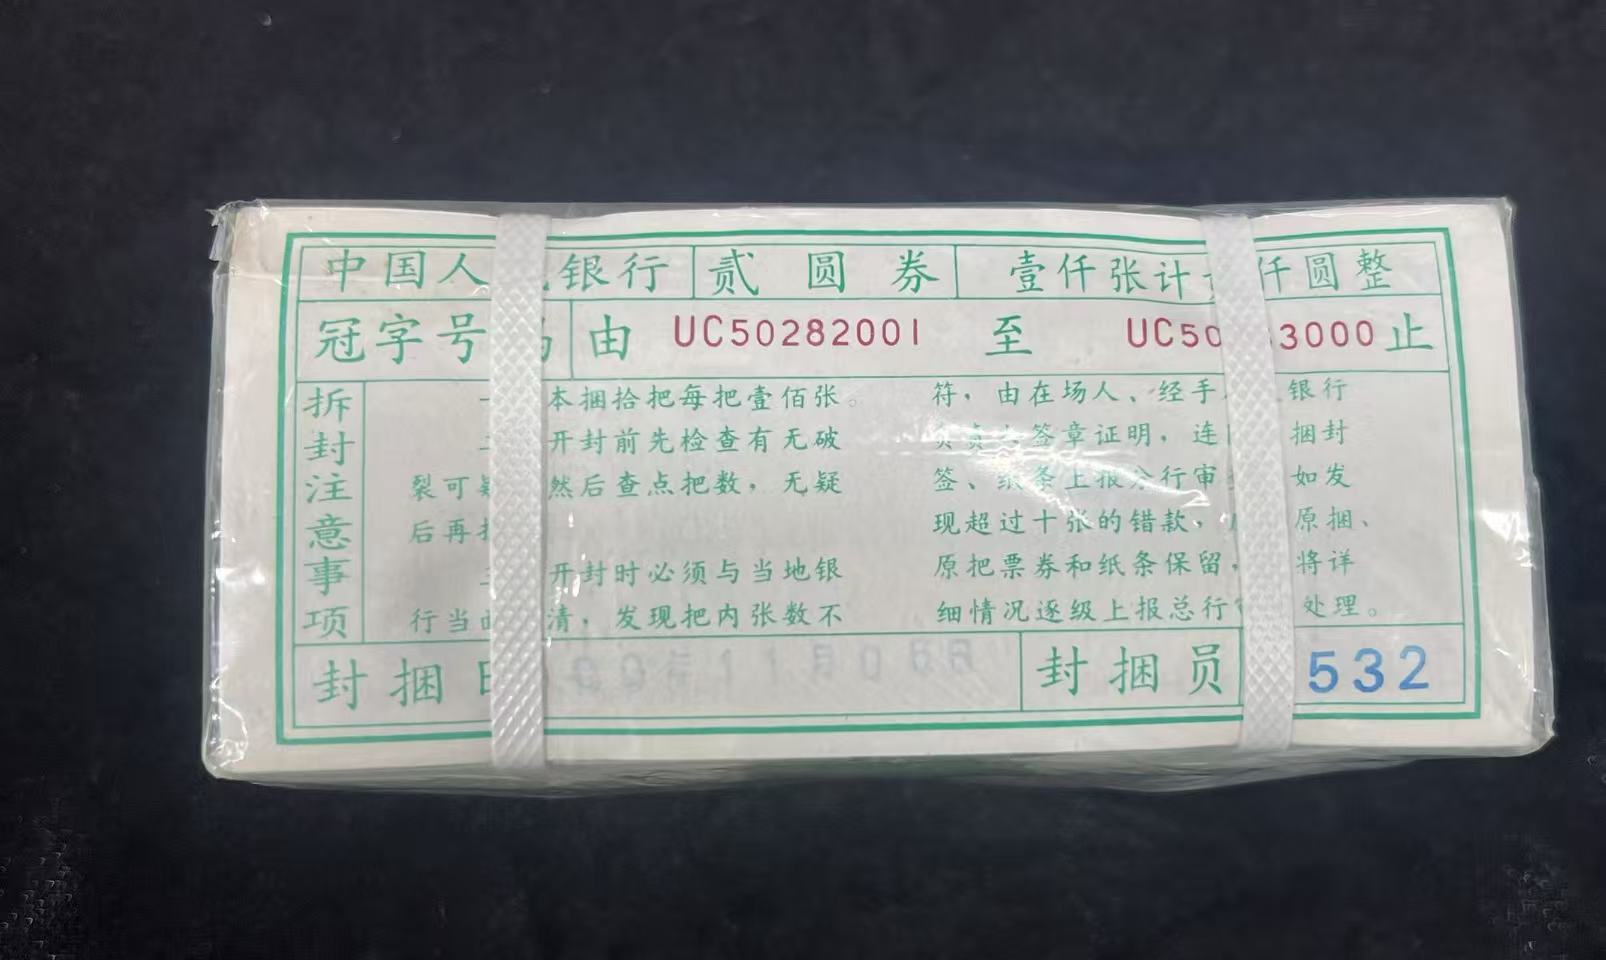 中国人 银行 贰圆券 壹仟张计 仟圆整
冠字号 由 UC50282001 至 UC50 3000 止
拆封注意事项
本捆拾把每把壹佰张。
开封前先检查有无破
裂可 然后查点把数，无疑
后再
开封时必须与当地银
行当 清，发现把内张数不
符，由在场人、经手 银行
签章证明，连 捆封
签、纸条上报分行审 如发
现超过十张的错款， 原捆、
原把票券和纸条保留， 将详
细情况逐级上报总行 处理。
封捆 封捆员 532